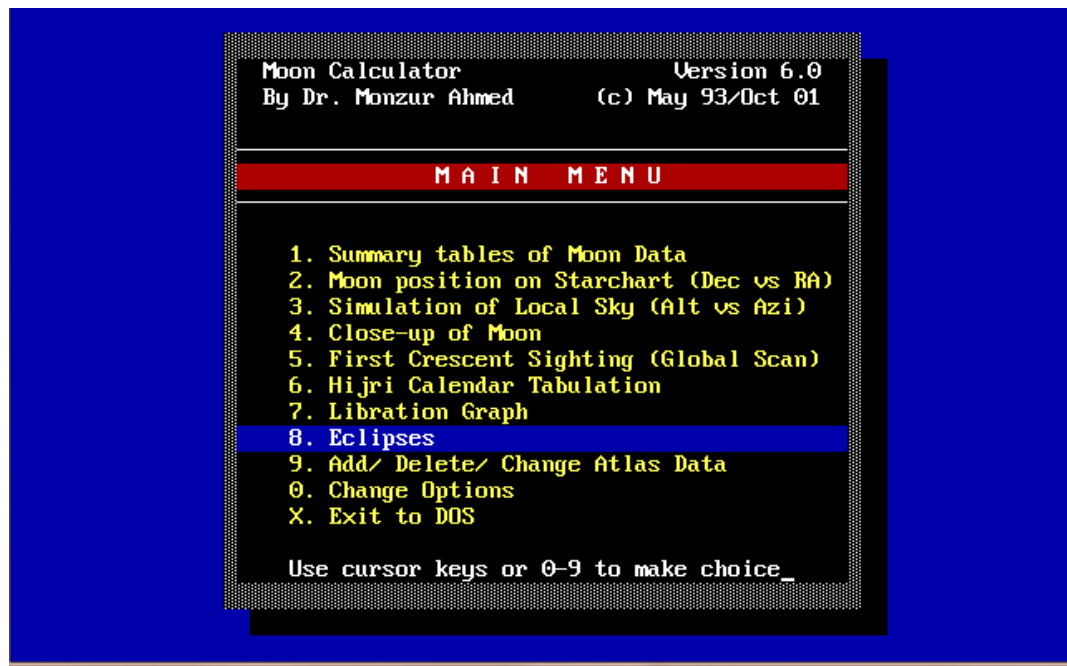 Moon Calculator Version 6.0
By Dr. Monzur Ahmed (c) May 93/Oct 01
MAIN MENU
1. Summary tables of Moon Data
2. Moon position on Starchart (Dec vs RA)
3. Simulation of Local Sky (Alt vs Azi)
4. Close-up of Moon
5. First Crescent Sighting (Global Scan)
6. Hijri Calendar Tabulation
7. Libration Graph
8. Eclipses
9. Add/ Delete/ Change Atlas Data
0. Change Options
X. Exit to DOS
Use cursor keys or 0-9 to make choice_